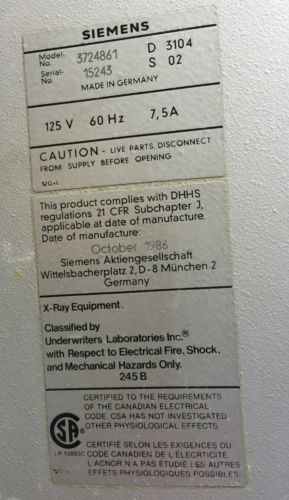 SIEMENS
Model-No. 3724861 D 3104
Serial-No. 15243 S 02
MADE IN GERMANY
125 V 60 Hz 7,5A
CAUTION - LIVE PARTS, DISCONNECT
FROM SUPPLY BEFORE OPENING
This product complies with DHHS
regulations 21 CFR Subchapter J,
applicable at date of manufacture.
Date of manufacture:
October 1986
Siemens Aktiengesellschaft
Wittelsbacherplatz 2, D-8 München 2
Germany
X-Ray Equipment.
Classified by
Underwriters Laboratories Inc.®
with Respect to Electrical Fire, Shock,
and Mechanical Hazards Only.
245 B
CERTIFIED TO THE REQUIREMENTS
OF THE CANADIAN ELECTRICAL
CODE. CSA HAS NOT INVESTIGATED
OTHER PHYSIOLOGICAL EFFECTS.
CERTIFIÉ SELON LES EXIGENCES DU
CODE CANADIEN DE L'ÉLECTRICITÉ
L'ACNOR N'A PAS ÉTUDIÉ LES AUTRES
EFFETS PHYSIOLOGIQUES POSSIBLES.